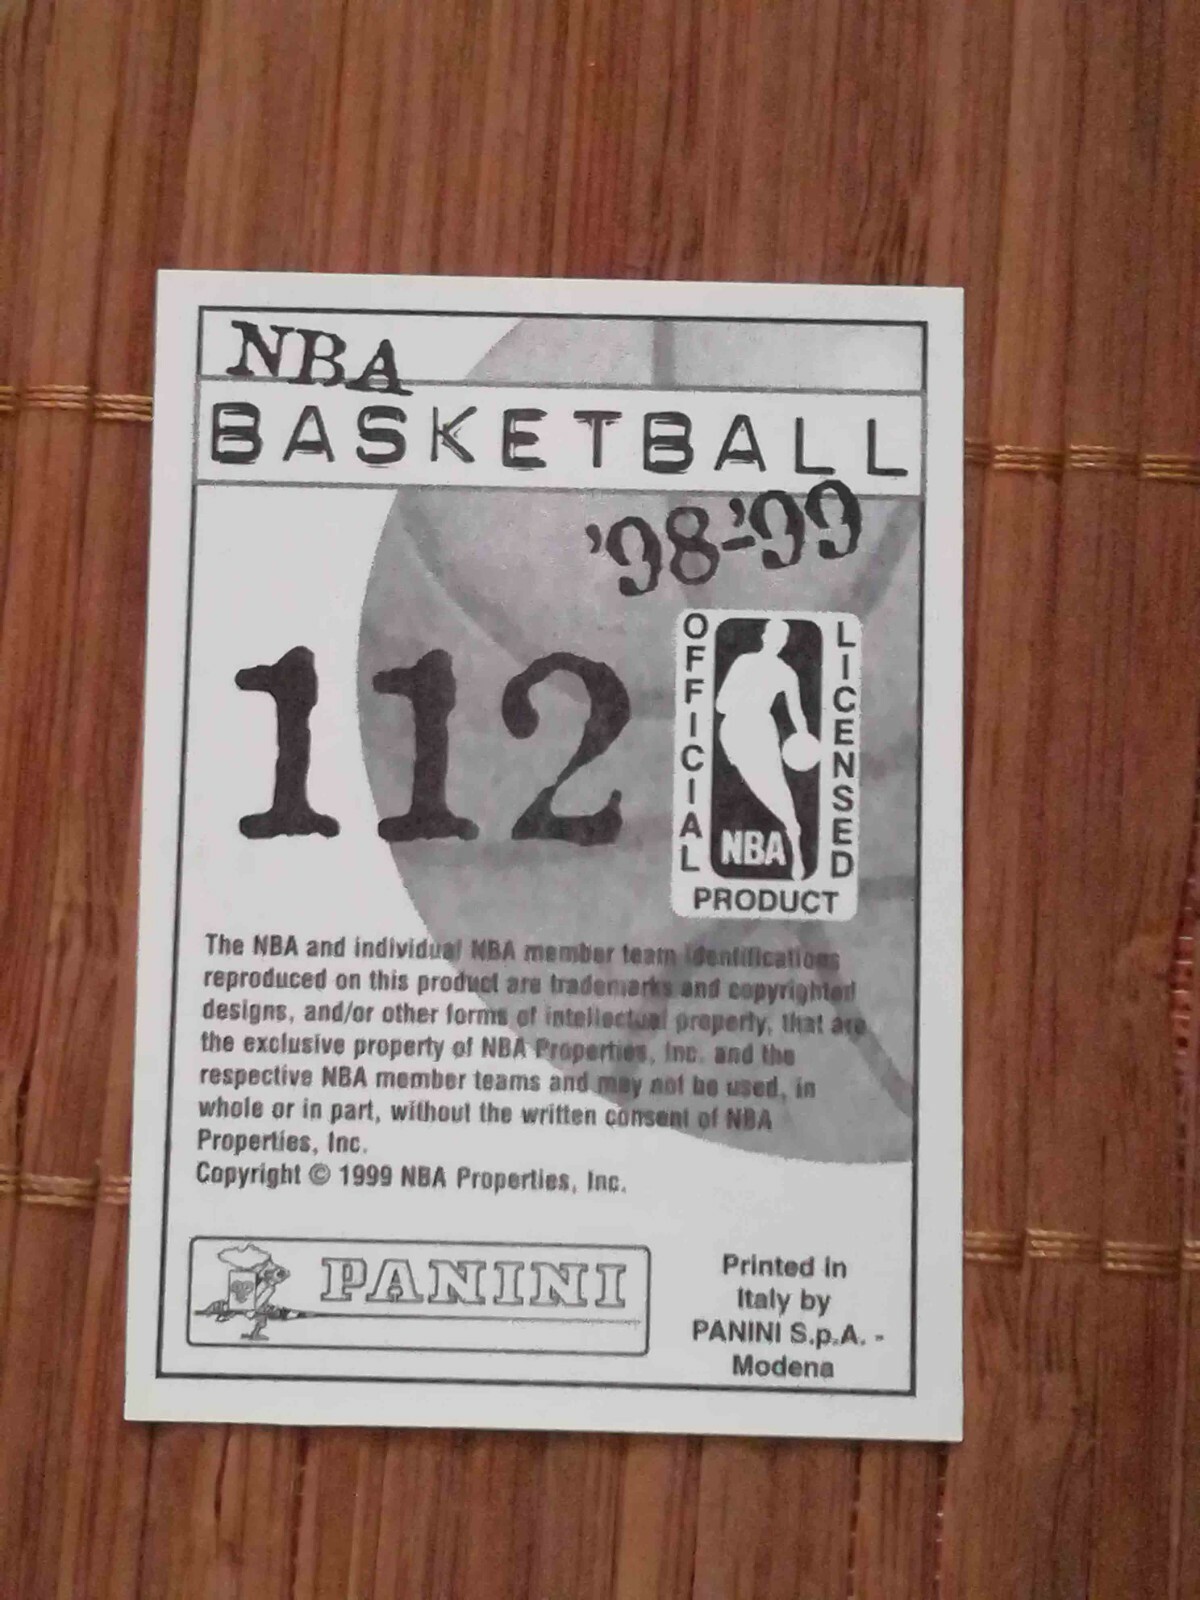 NBA
BASKETBALL
'98-'99
112
OFFICIAL
LICENSED
NBA
PRODUCT
The NBA and individual NBA member team identifications
reproduced on this product are trademarks and copyrighted
designs, and/or other forms of intellectual property, that are
the exclusive property of NBA Properties, Inc. and the
respective NBA member teams and may not be used, in
whole or in part, without the written consent of NBA
Properties, Inc.
Copyright © 1999 NBA Properties, Inc.
PANINI
Printed in
Italy by
PANINI S.p.A. -
Modena